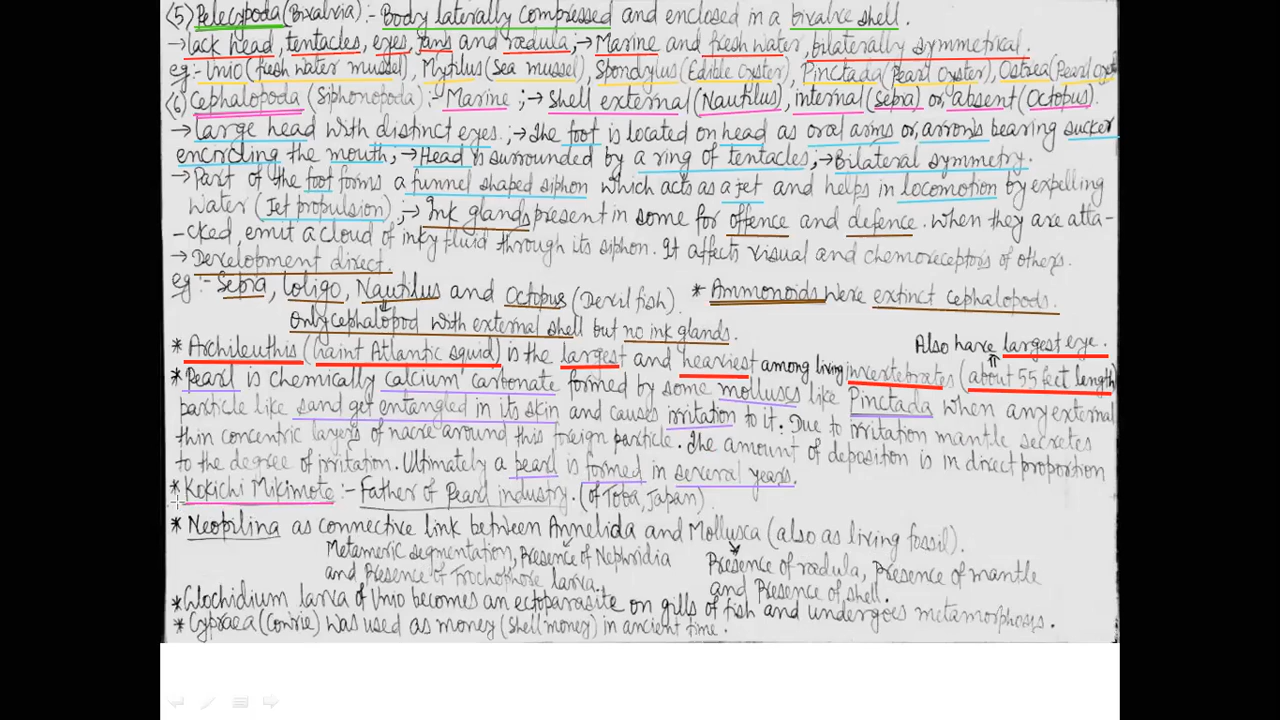 (5) Pelecypoda (Bivalvia) :- Body laterally compressed and enclosed in a bivalve shell.
→ lack head, tentacles, eyes, jaws and radula; → Marine and fresh water, bilaterally symmetrical.
eg :- Unio (fresh water mussel), Mytilus (Sea mussel), Spondylus (Edible oyster), Pinctada (Pearl oyster), Ostrea (Pearl
(6) Cephalopoda (Siphonopoda) :- Marine ; → Shell external (Nautilus), internal (Sepia) or absent (Octopus).
→ Large head with distinct eyes. ; → The foot is located on head as oral arms or, bearing sucker
encircling the mouth; → Head is surrounded by a ring of tentacles; → Bilateral symmetry.
→ Part of the foot forms a funnel shaped siphon which acts as a jet and helps in locomotion by expelling
water (Jet propulsion) ; → Ink glands present in some for offence and defence. When they are atta-
-cked, emit a cloud of inky fluid through its siphon. It affects visual and chemoreceptors of others.
→ Development direct.
eg :- Sepia, Loligo, Nautilus and Octopus (Devil fish). * Ammonoids were extinct cephalopods.
only cephalopod with external shell but no ink glands.
Also have largest eye.
* Archileuthis (haint Atlantic squid) is the largest and heaviest among living invertebrates (about 55 feet length)
* Pearl is chemically calcium carbonate formed by some molluscs like Pinctada when any external
particle like sand get entangled in its skin and causes irritation to it. Due to irritation mantle secretes
thin concentric layers of nacre around this foreign particle. The amount of deposition is in direct proportion
to the degree of irritation. Ultimately a pearl is formed in several years.
* Kokichi Mikimote :- Father of Pearl industry. (of Toba, Japan)
* Neopilina as connective link between Annelida and Mollusca (also as living fossil).
Metameric segmentation, Presence of Nephridia
and Presence of Trochophore larva.
Presence of radula, Presence of mantle
and Presence of shell.
* Glochidium larva of Unio becomes an ectoparasite on gills of fish and undergoes metamorphosis.
* Cypraea (Cowrie) was used as money (shell money) in ancient time.